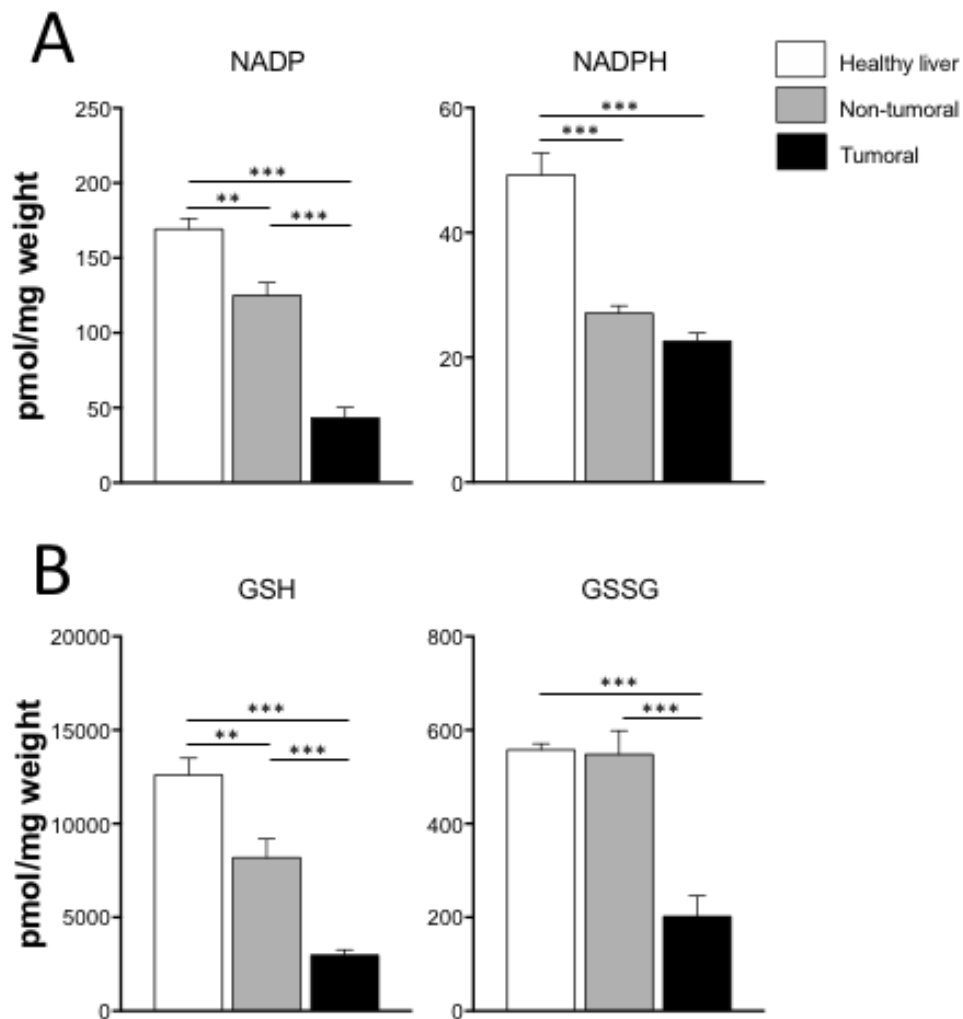 A
NADP
NADPH
Healthy liver
Non-tumoral
Tumoral
pmol/mg weight
250
200
150
100
50
0
***
**
***
60
40
20
0
***
***
B
GSH
GSSG
pmol/mg weight
20000
15000
10000
5000
0
***
**
***
800
600
400
200
0
***
***